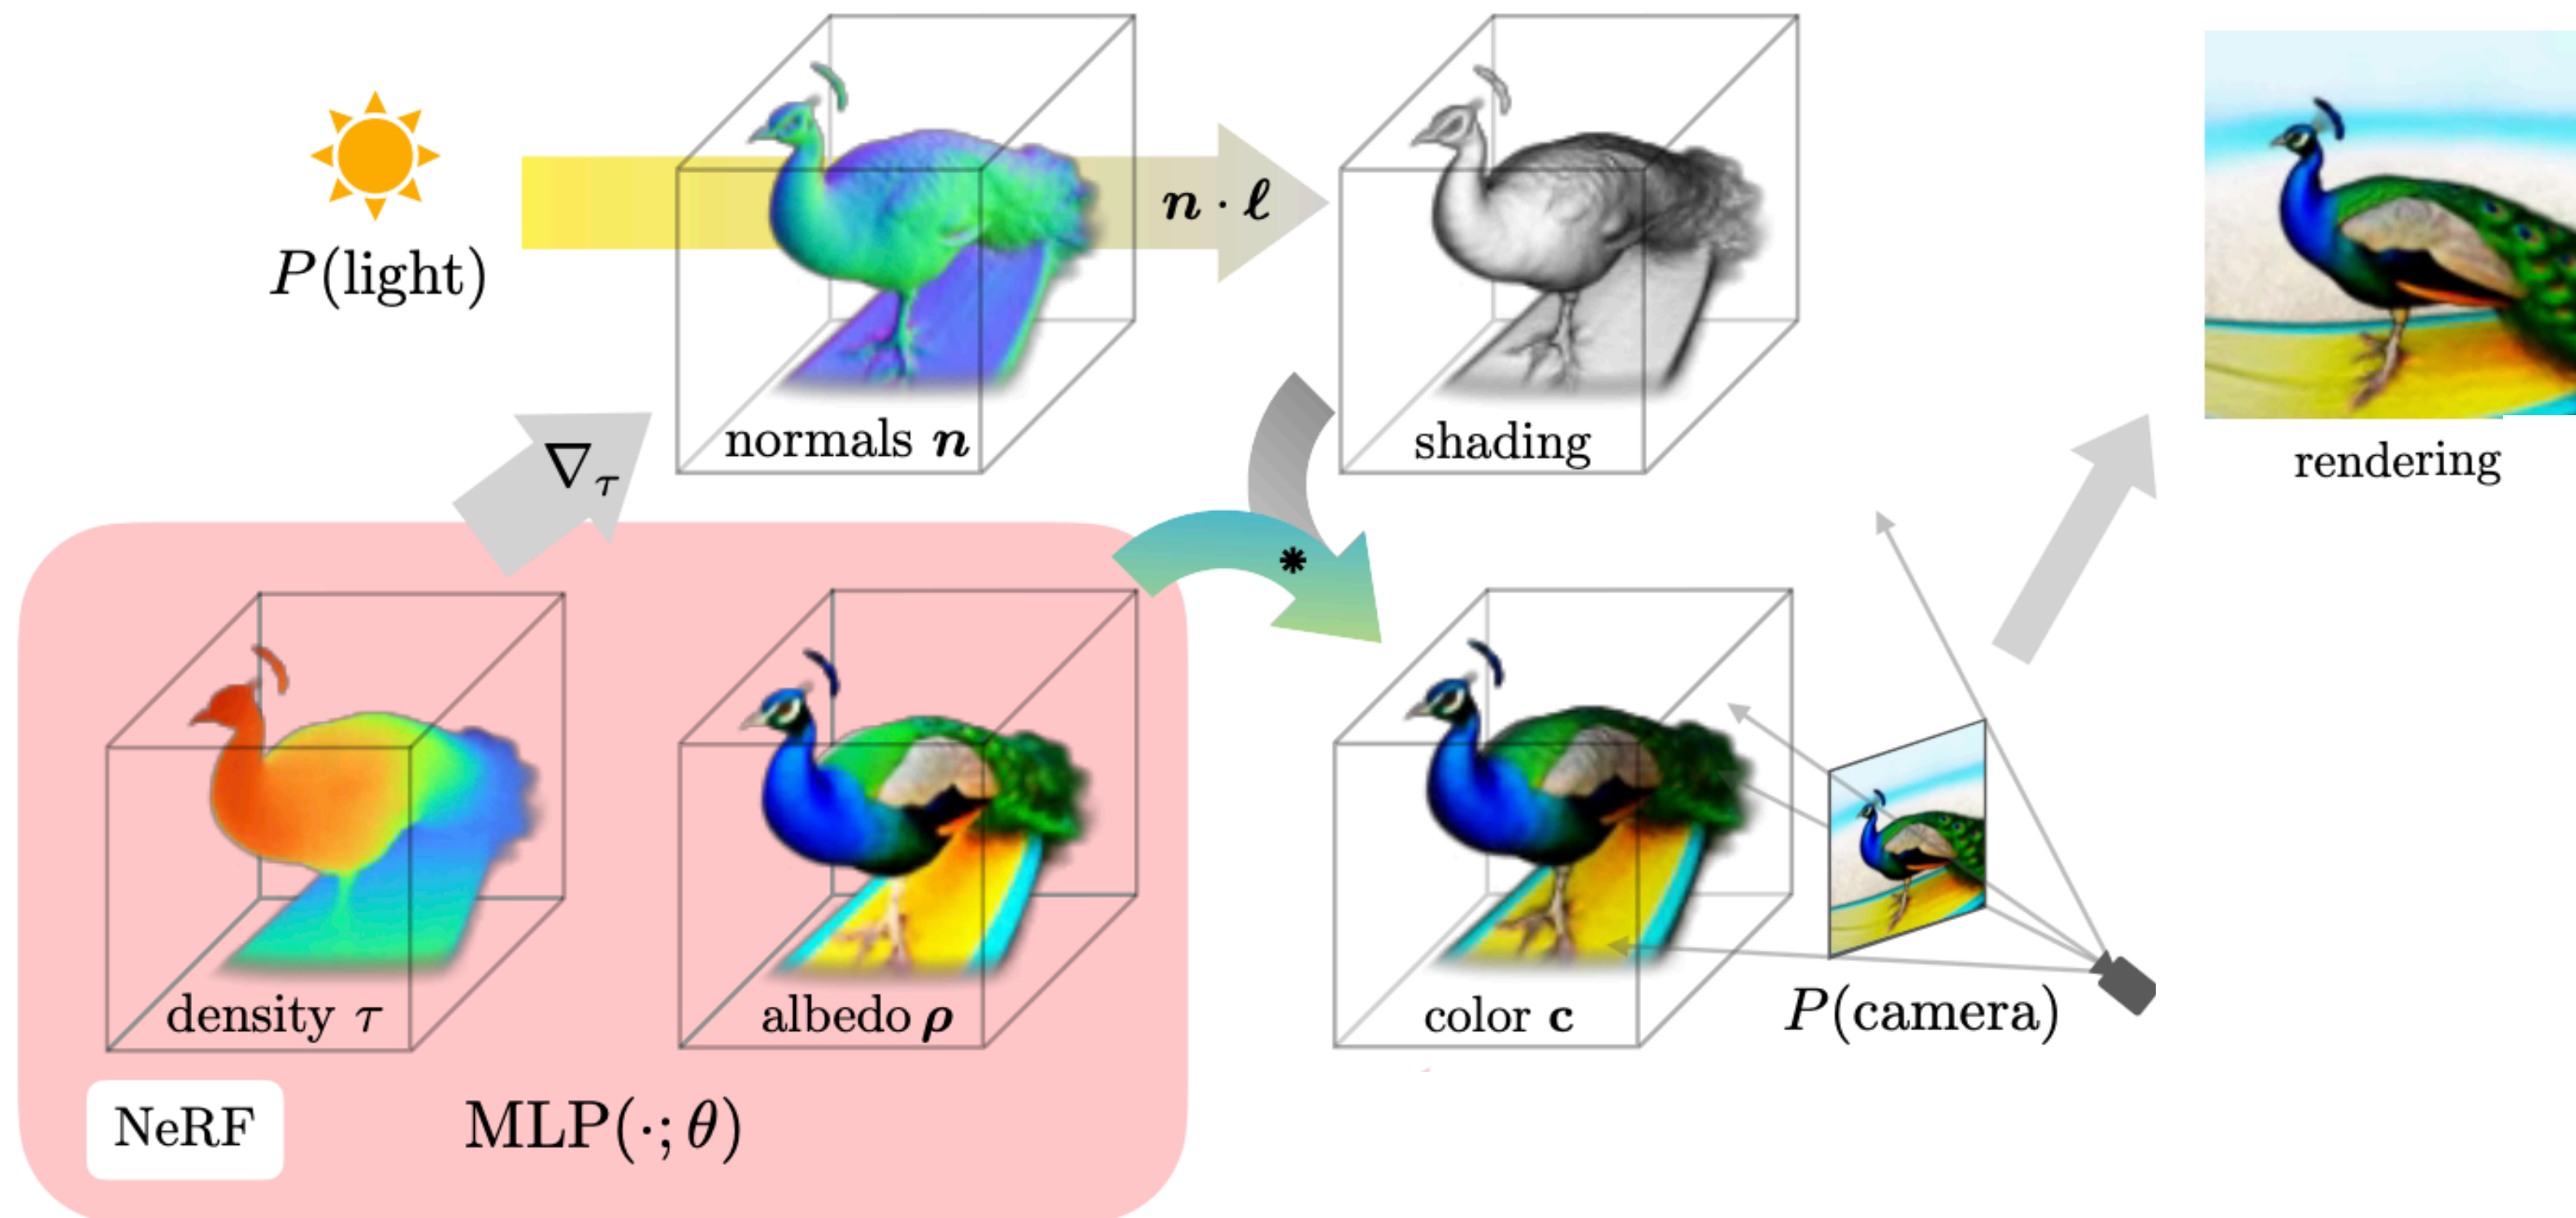 P(light)
n · ℓ
normals n
shading
rendering
∇τ
*
density τ
albedo ρ
color c
P(camera)
NeRF
MLP(·; θ)